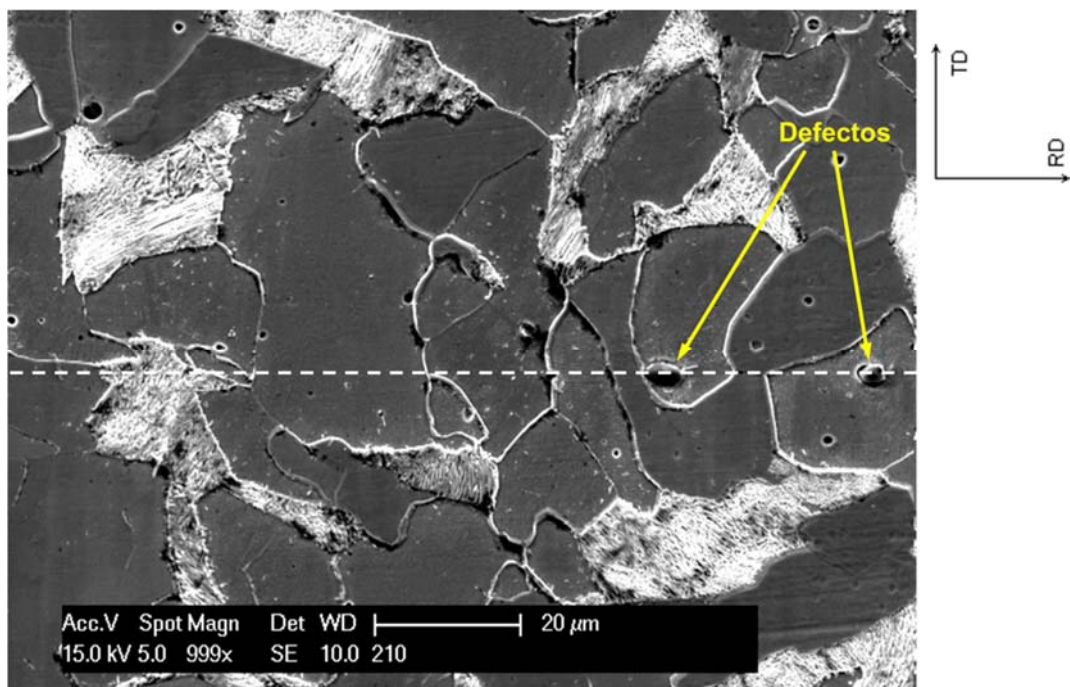 TD
RD
Defectos
Acc.V Spot Magn Det WD 20 µm
15.0 kV 5.0 999x SE 10.0 210